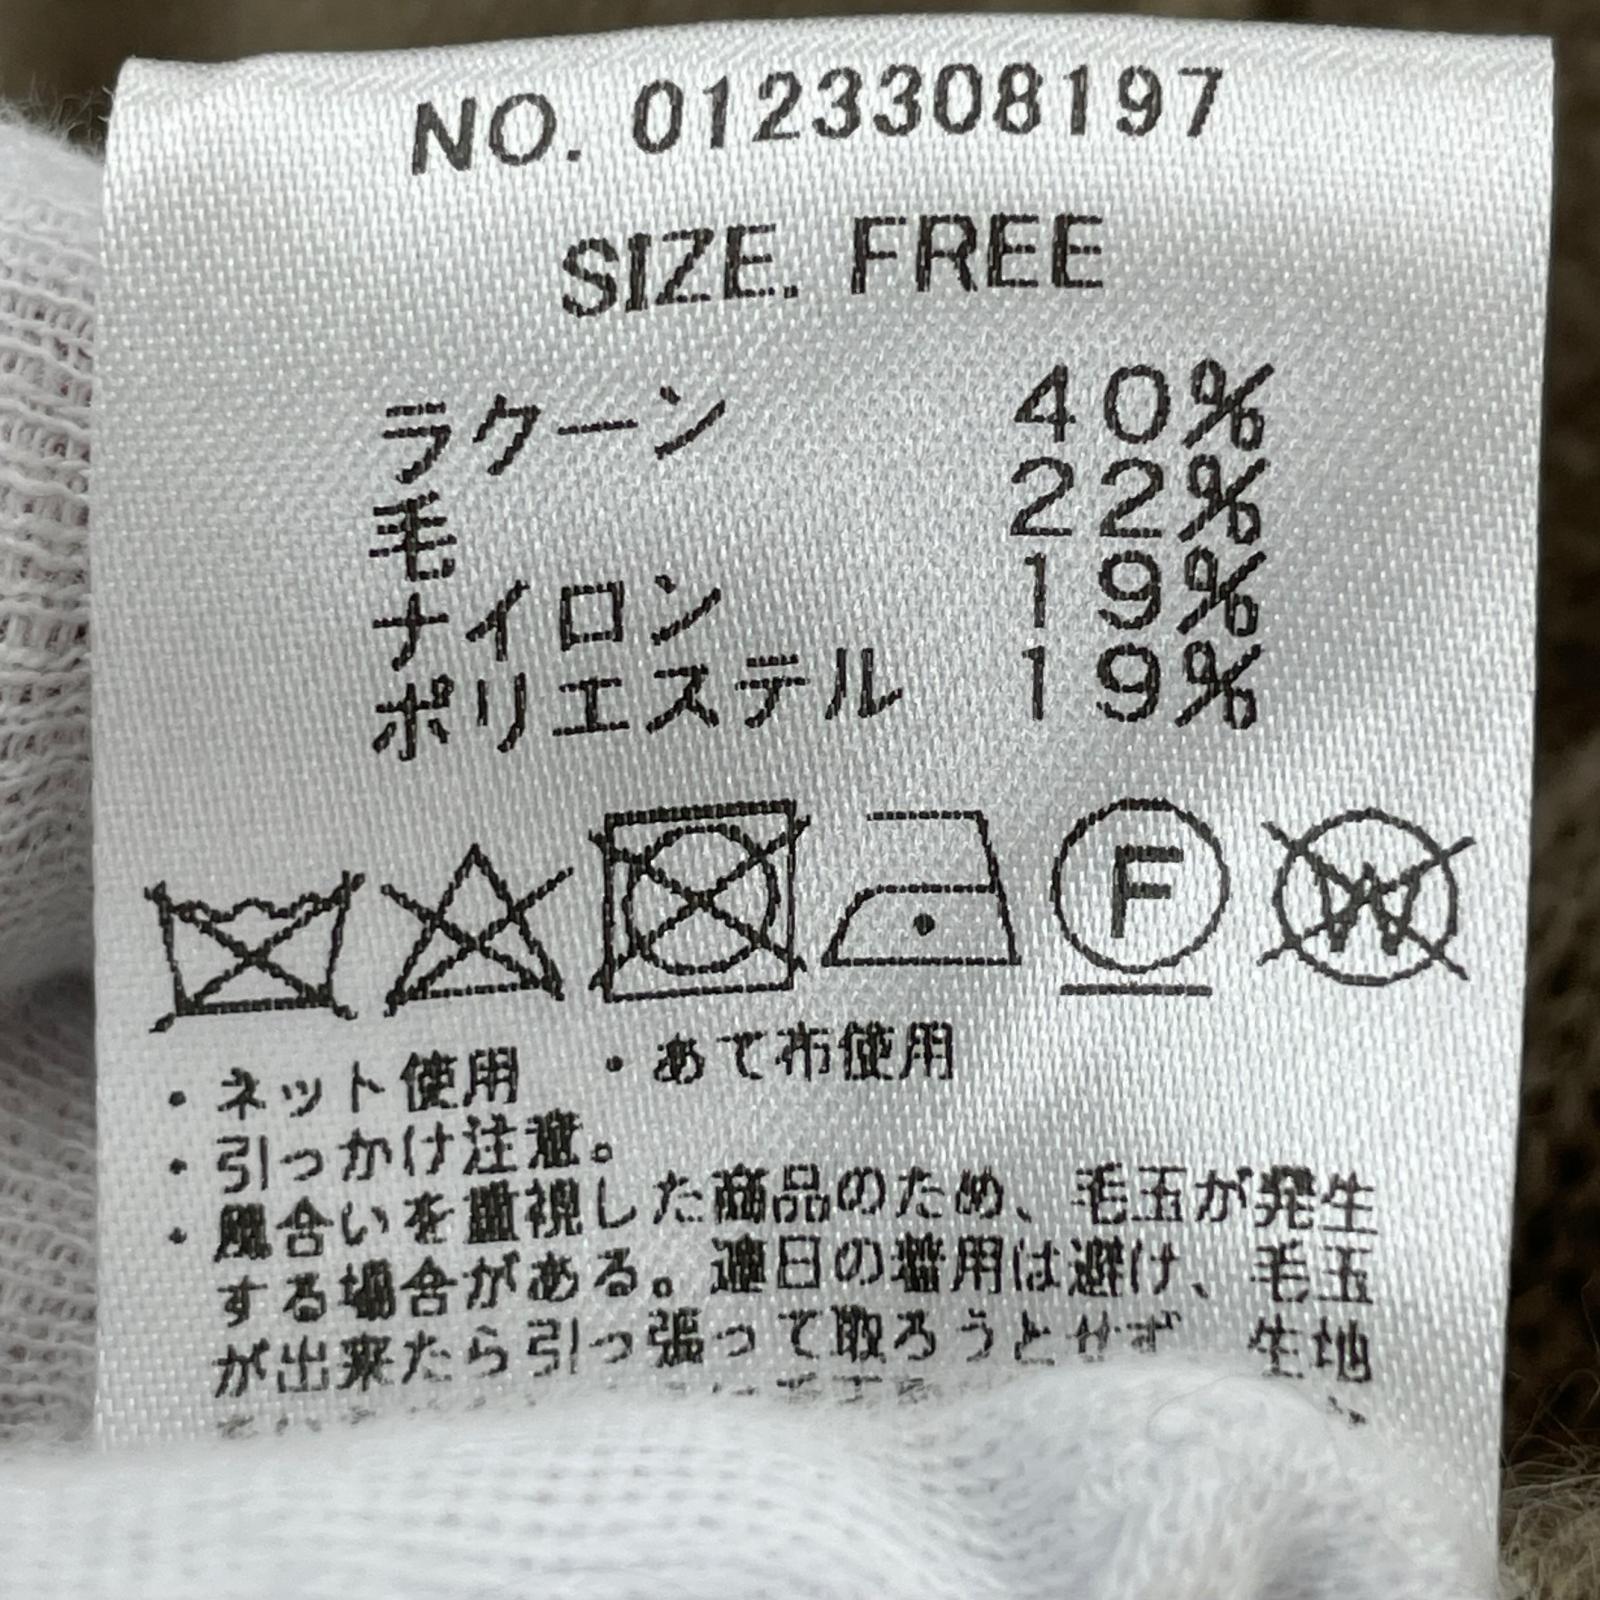 NO. 0123308197
SIZE. FREE
ラクーン 40%
毛 22%
ナイロン 19%
ポリエステル 19%
F W
・ネット使用 ・あて布使用
・引っかけ注意。
・風合いを重視した商品のため、毛玉が発生
する場合がある。連日の着用は避け、毛玉
が出来たら引っ張って取ろうとせず 生地